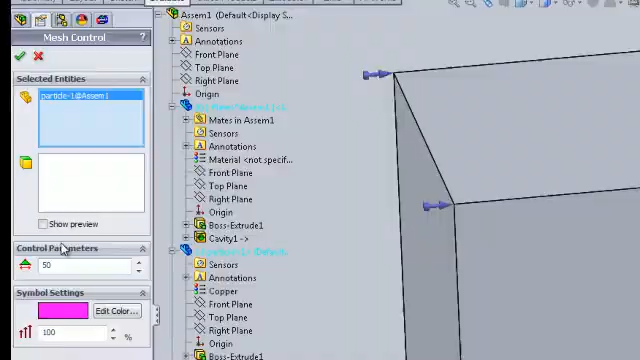 Mesh Control
?
Selected Entities
particle-1@Assem1
Show preview
Control Parameters
50
Symbol Settings
Edit Color...
100
%
Assem1 (Default<Display S
Sensors
Annotations
Front Plane
Top Plane
Right Plane
Origin
Mates in Assem1
Sensors
Annotations
Material <not specif...
Front Plane
Top Plane
Right Plane
Origin
Boss-Extrude1
Cavity1 ->
Sensors
Annotations
Copper
Front Plane
Top Plane
Right Plane
Origin
Boss-Extrude1